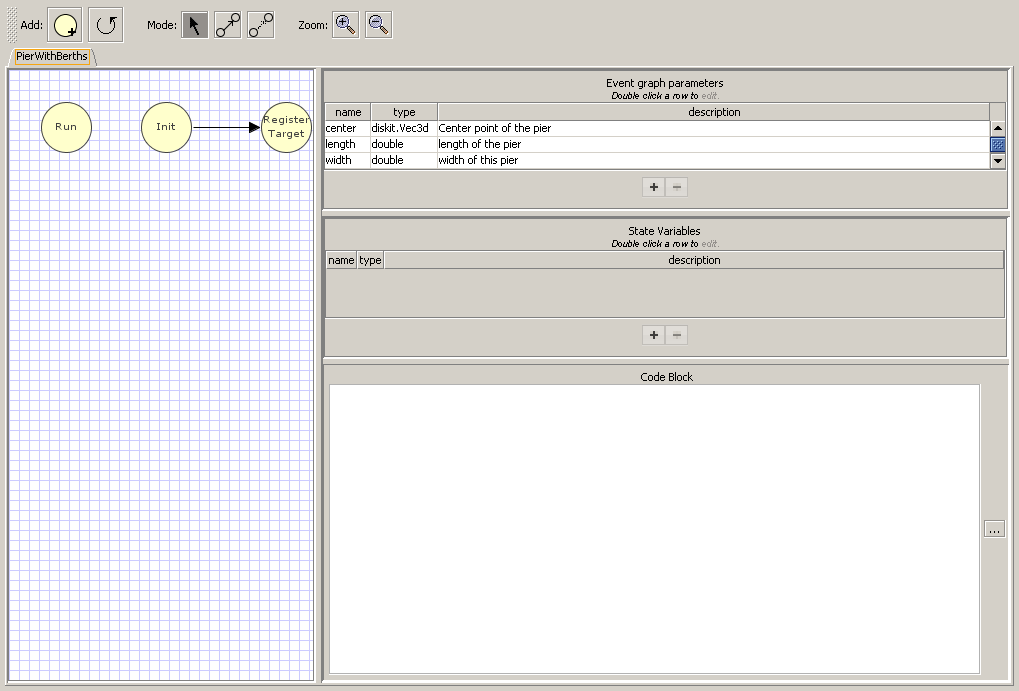 Add: Mode: Zoom:
PierWithBerths
Run
Init
Register
Target
Event graph parameters
Double click a row to edit.
name type description
center diskit.Vec3d Center point of the pier
length double length of the pier
width double width of this pier
+ −
State Variables
Double click a row to edit.
name type description
+ −
Code Block
...